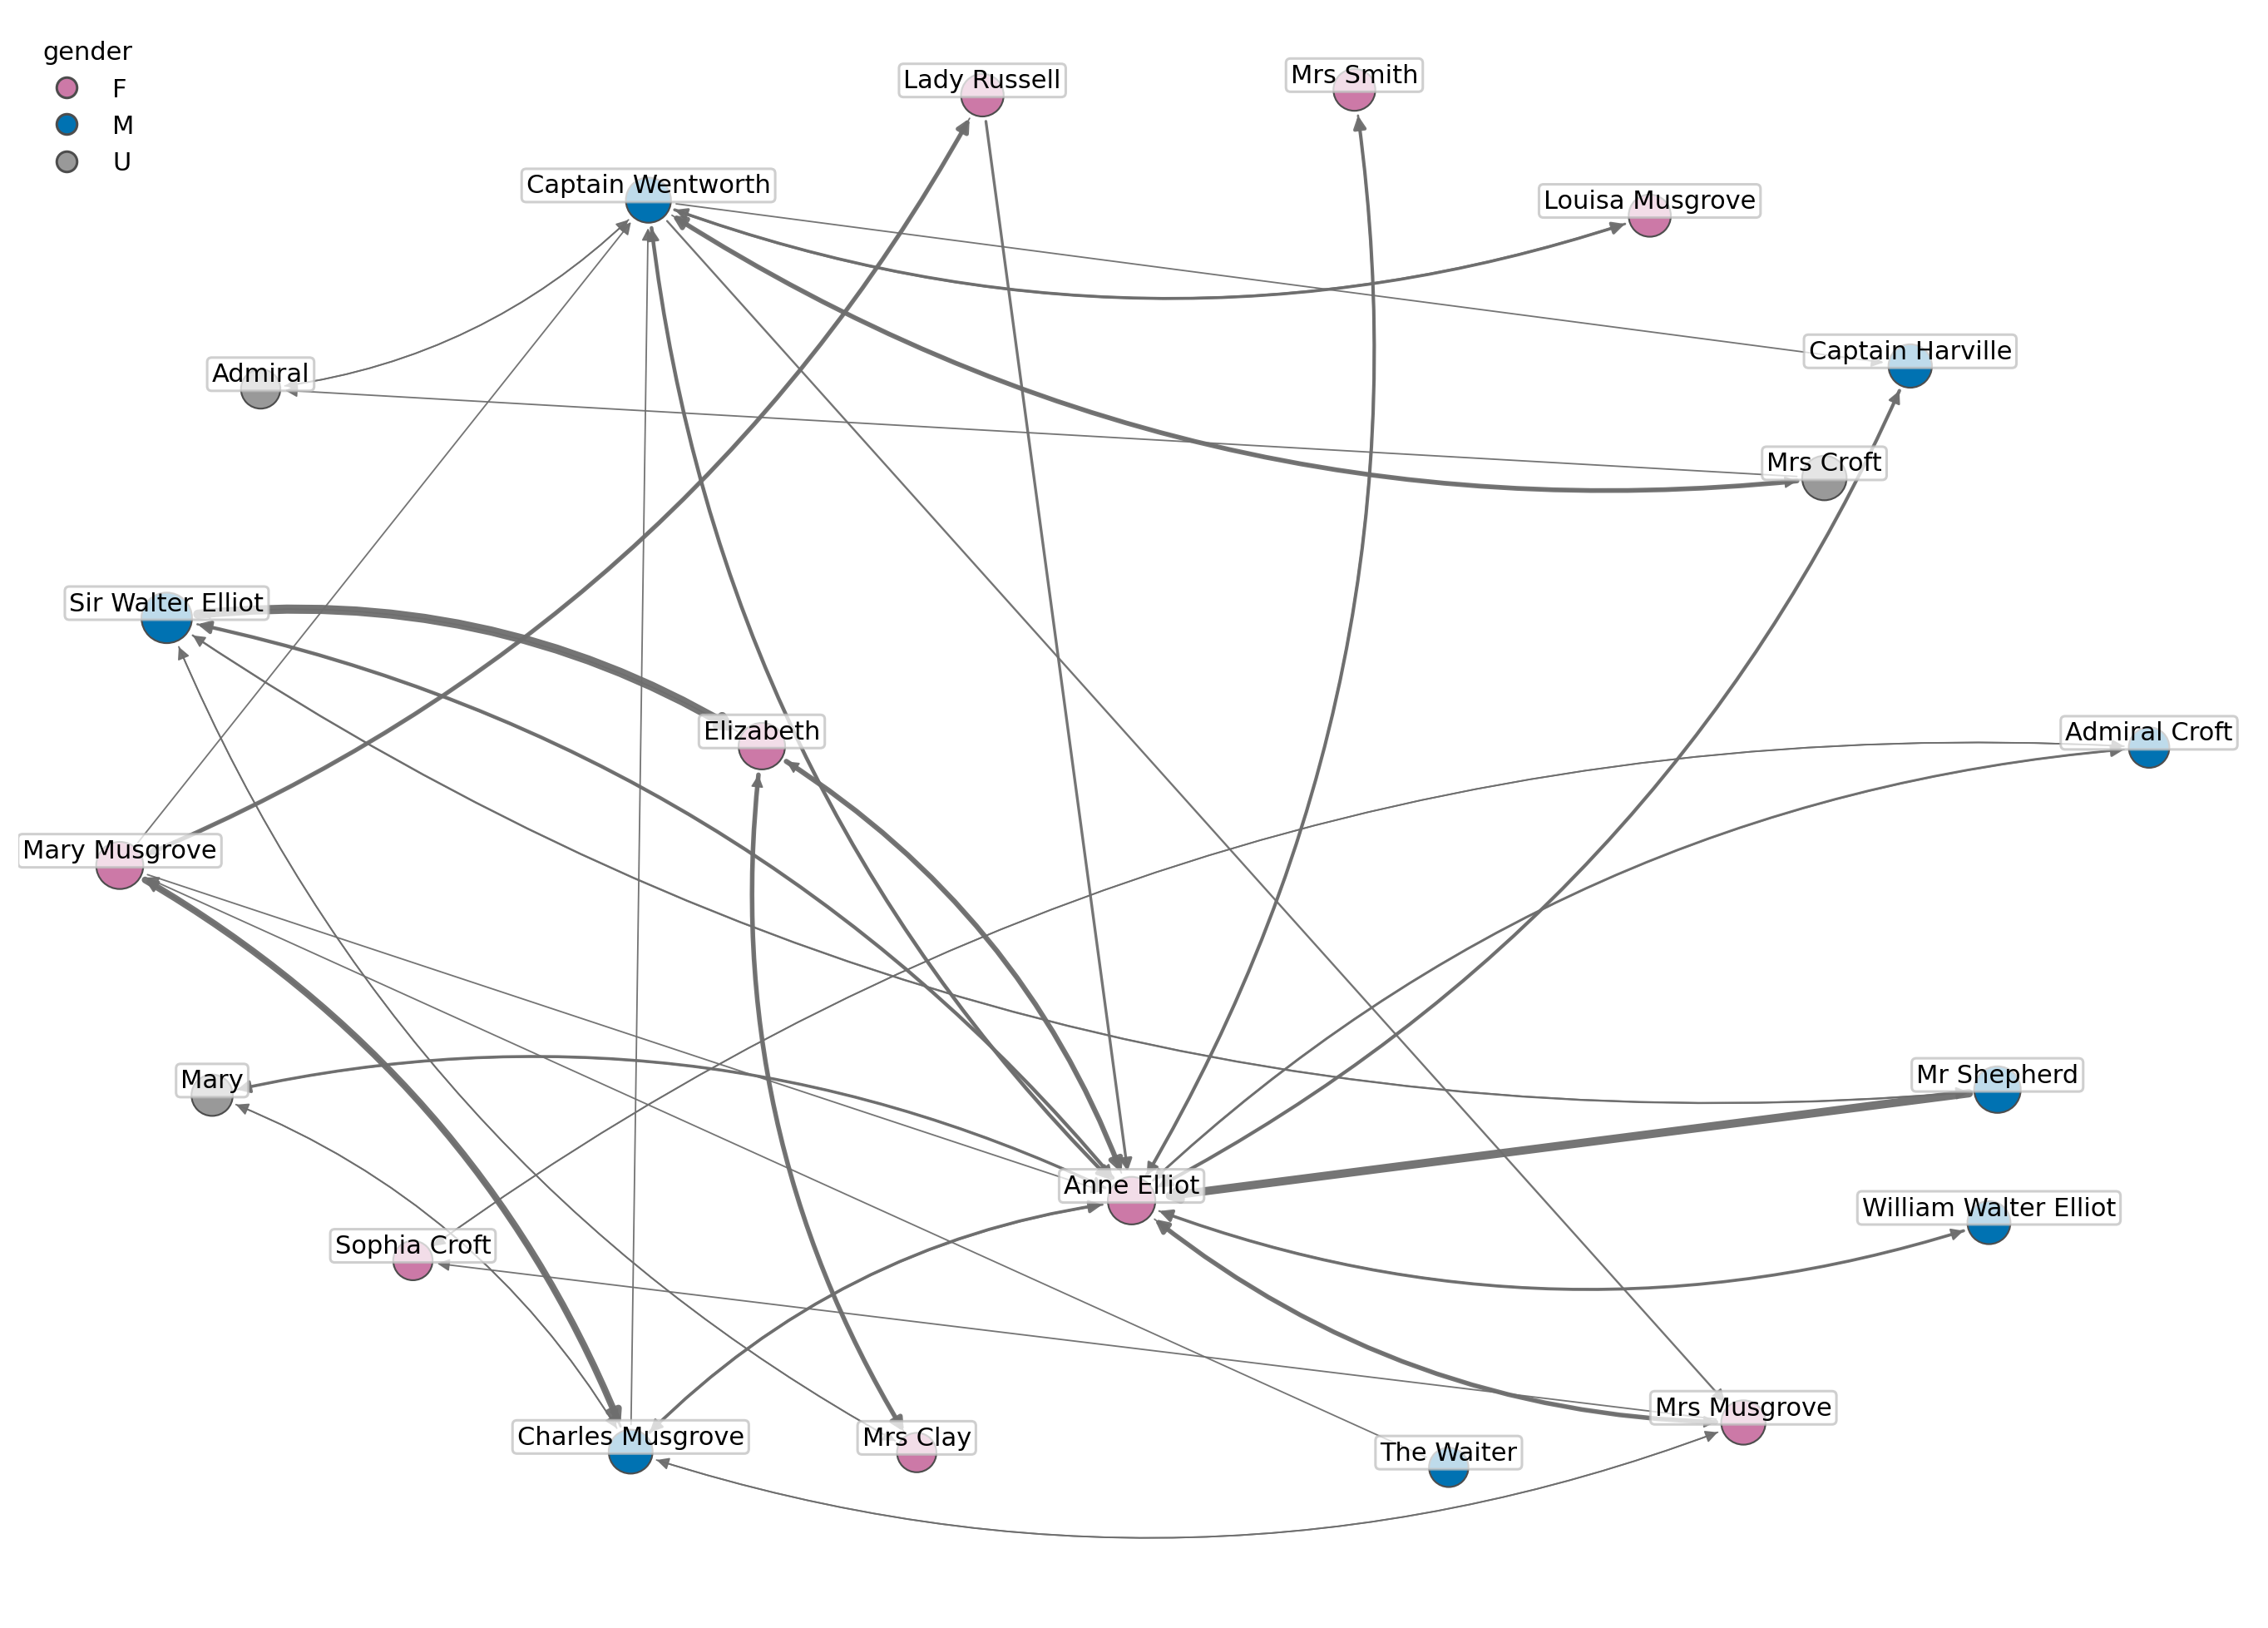 gender
F
M
U
Lady Russell
Mrs Smith
Captain Wentworth
Louisa Musgrove
Captain Harville
Admiral
Mrs Croft
Sir Walter Elliot
Elizabeth
Admiral Croft
Mary Musgrove
Mary
Mr Shepherd
Anne Elliot
William Walter Elliot
Sophia Croft
Mrs Musgrove
Charles Musgrove
Mrs Clay
The Waiter